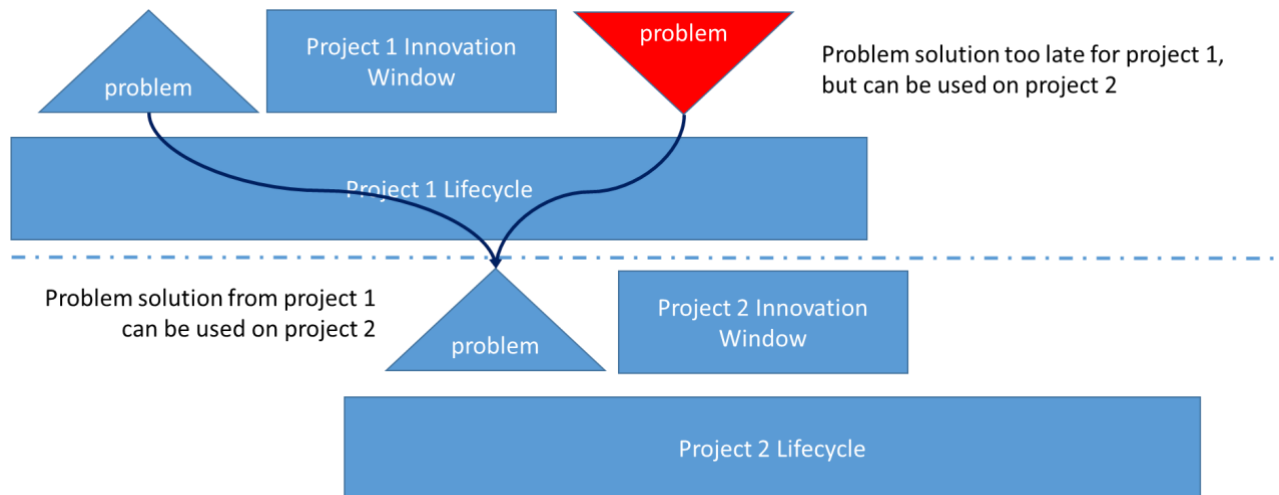 problem
Project 1 Innovation
Window
problem
Problem solution too late for project 1,
but can be used on project 2
Project 1 Lifecycle
Problem solution from project 1
can be used on project 2
problem
Project 2 Innovation
Window
Project 2 Lifecycle